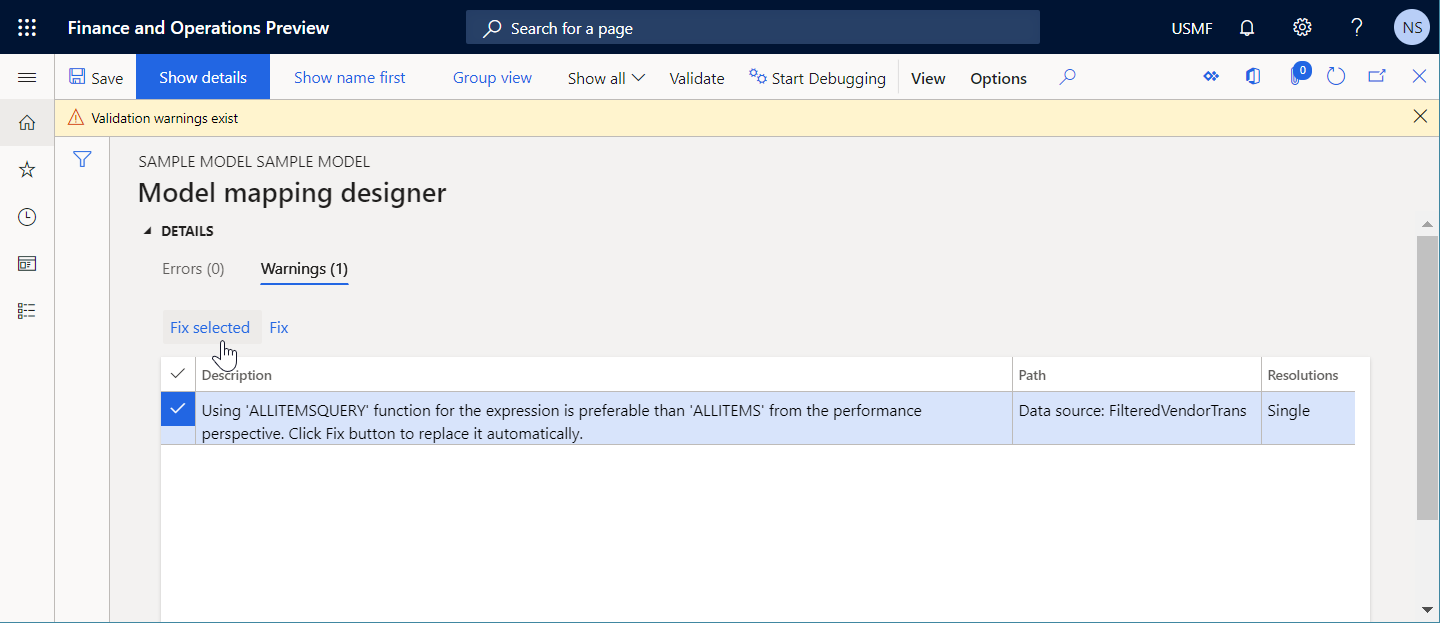 Finance and Operations Preview
Search for a page
USMF
NS
Save
Show details
Show name first
Group view
Show all
Validate
Start Debugging
View
Options
0
Validation warnings exist
SAMPLE MODEL SAMPLE MODEL
Model mapping designer
DETAILS
Errors (0)
Warnings (1)
Fix selected
Fix
Description
Path
Resolutions
Using 'ALLITEMSQUERY' function for the expression is preferable than 'ALLITEMS' from the performance
perspective. Click Fix button to replace it automatically.
Data source: FilteredVendorTrans
Single